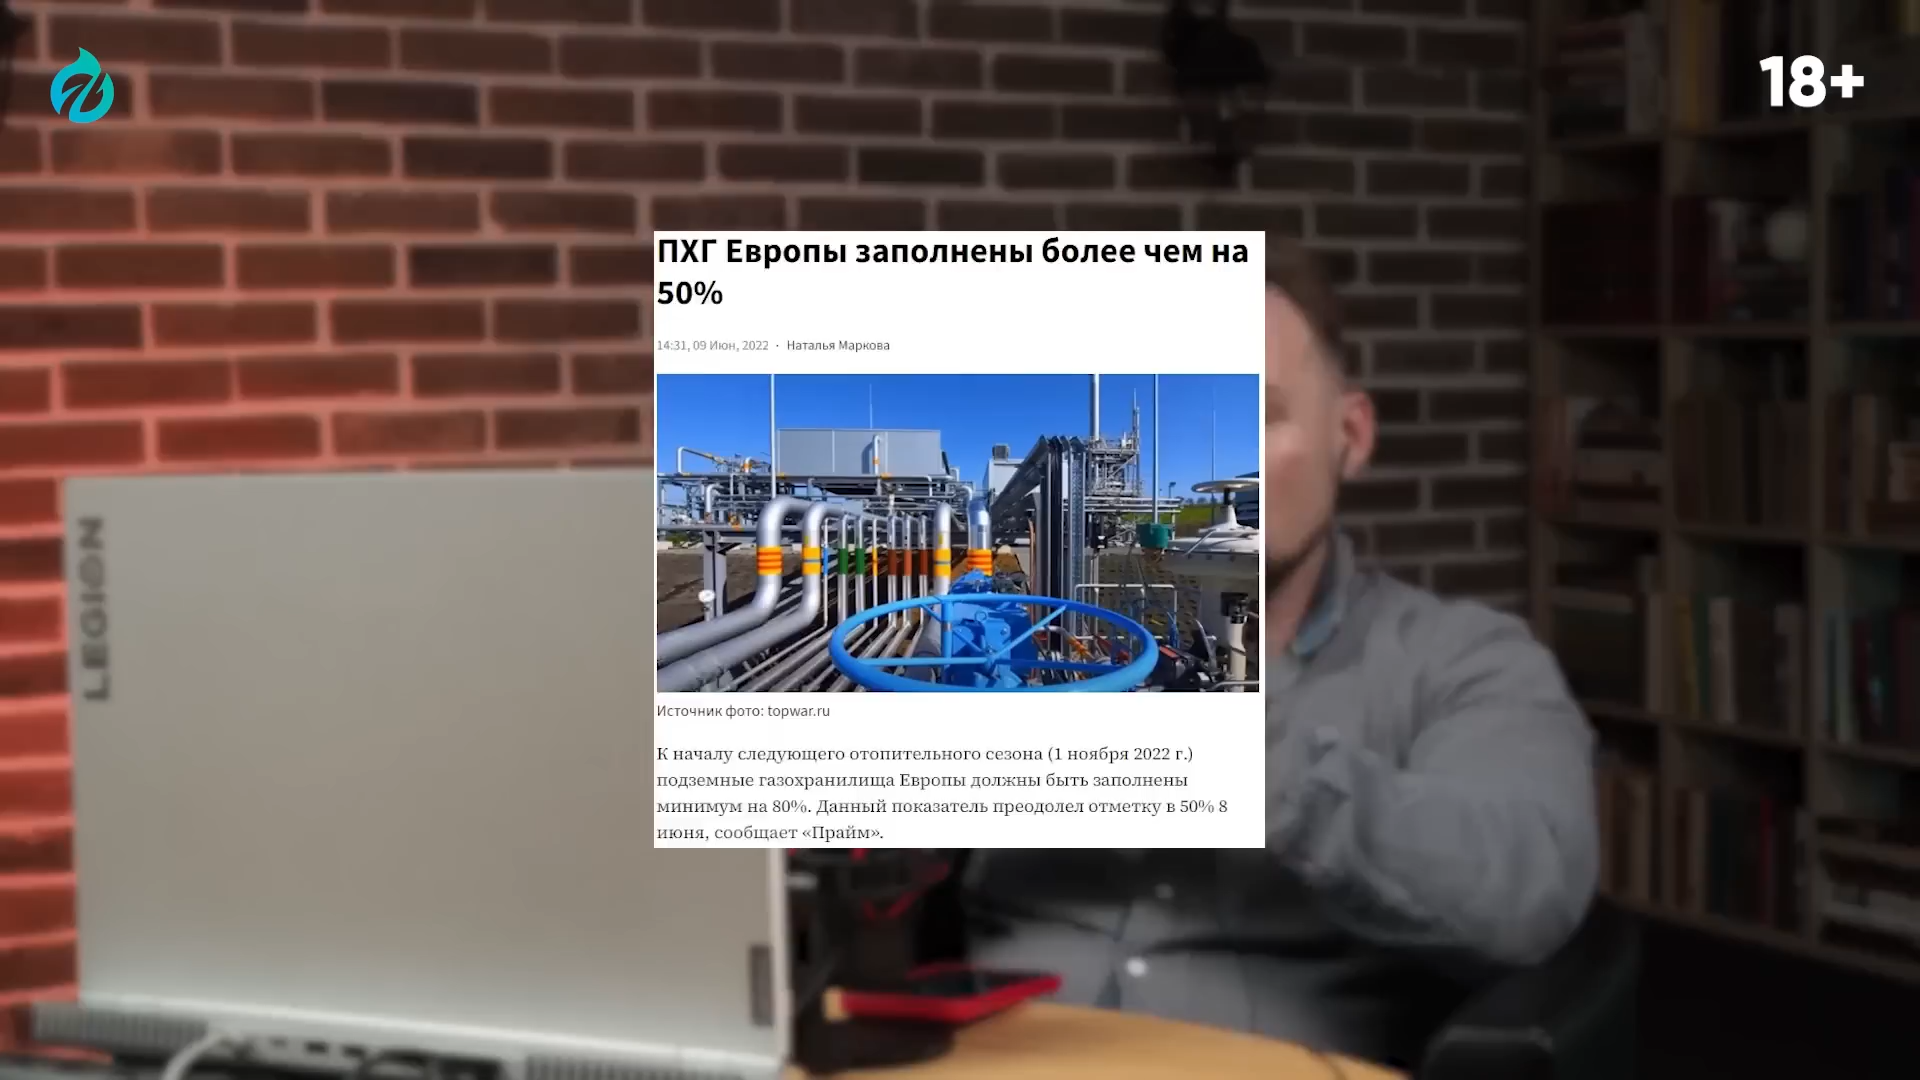 18+
ПХГ Европы заполнены более чем на
50%
14:31, 09 Июн, 2022 · Наталья Маркова
Источник фото: topwar.ru
К началу следующего отопительного сезона (1 ноября 2022 г.)
подземные газохранилища Европы должны быть заполнены
минимум на 80%. Данный показатель преодолел отметку в 50% 8
июня, сообщает «Прайм».
LEGION